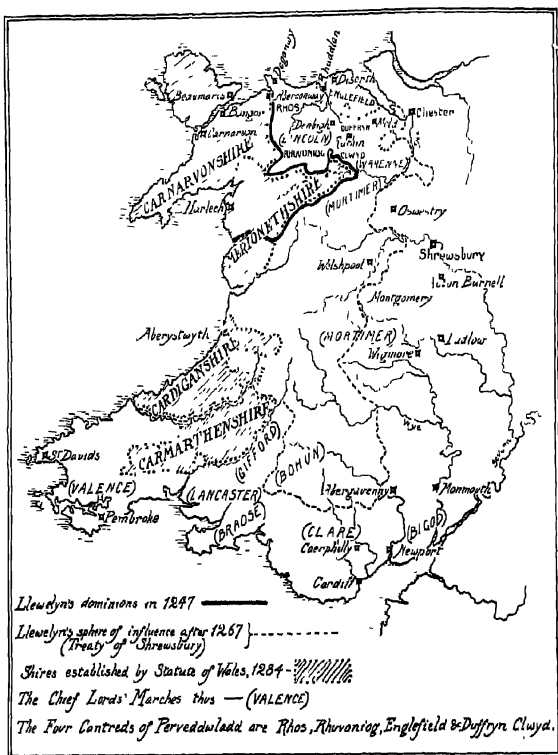 Deganwy
Rhuddlan
Diserth
Beaumaris
Aberconway
ENGLEFIELD
RHOS
Bangor
Chester
Denbigh
DUFFRYN
Mold
Carnarvon
(LINCOLN)
Ruthin
CLWYD
RHUVONIOG
(WARENNE)
CARNARVONSHIRE
MERIONETHSHIRE
(MORTIMER)
Harlech
Oswestry
Shrewsbury
Welshpool
Acton Burnell
Montgomery
Aberystwyth
(MORTIMER)
Ludlow
Wigmore
CARDIGANSHIRE
CARMARTHENSHIRE
(GIFFORD)
Wye
St Davids
(BOHUN)
(VALENCE)
(LANCASTER)
Abergavenny
Monmouth
Pembroke
(BRAOSE)
(CLARE)
(BIGOD)
Caerphilly
Newport
Cardiff
Llewelyn's dominions in 1247
Llewelyn's sphere of influence after 1267
(Treaty of Shrewsbury)
Shires established by Statute of Wales, 1284 -
The Chief Lords' Marches thus — (VALENCE)
The Four Cantreds of Perveddwladd are Rhos, Rhuvoniog, Englefield & Duffryn Clwyd.